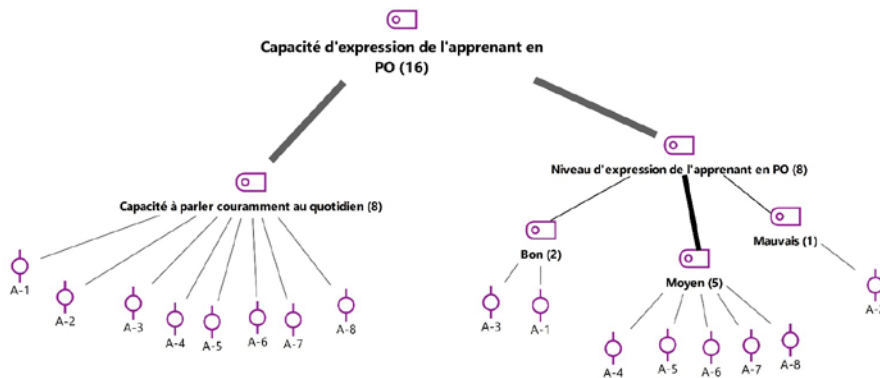 Capacité d'expression de l'apprenant en
PO (16)
Niveau d'expression de l'apprenant en PO (8)
Capacité à parler couramment au quotidien (8)
Bon (2)
Mauvais (1)
Moyen (5)
A-1
A-2
A-3
A-4
A-5
A-6
A-7
A-8
A-3
A-1
A-4
A-5
A-6
A-7
A-8